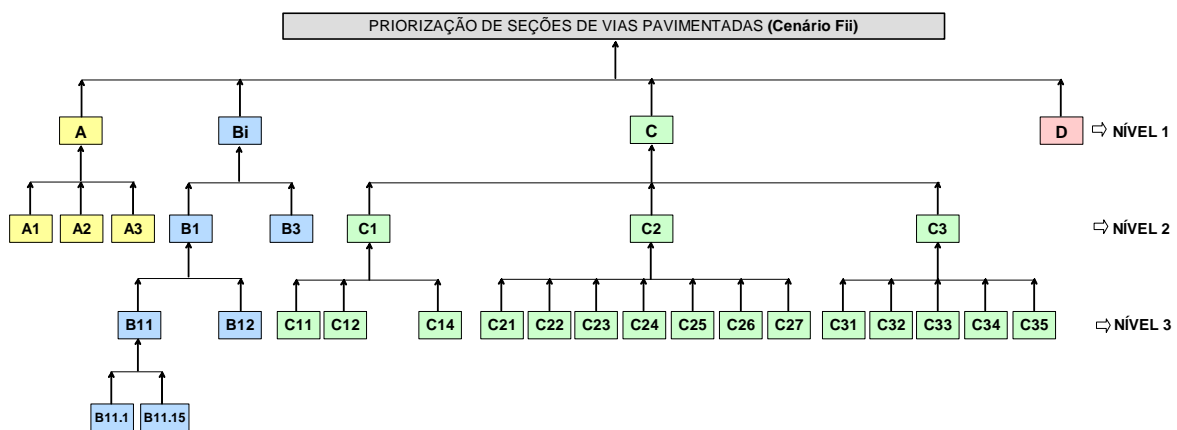 PRIORIZAÇÃO DE SEÇÕES DE VIAS PAVIMENTADAS (Cenário Fii)
A Bi C D NÍVEL 1
A1 A2 A3 B1 B3 C1 C2 C3 NÍVEL 2
B11 B12 C11 C12 C14 C21 C22 C23 C24 C25 C26 C27 C31 C32 C33 C34 C35 NÍVEL 3
B11.1 B11.15